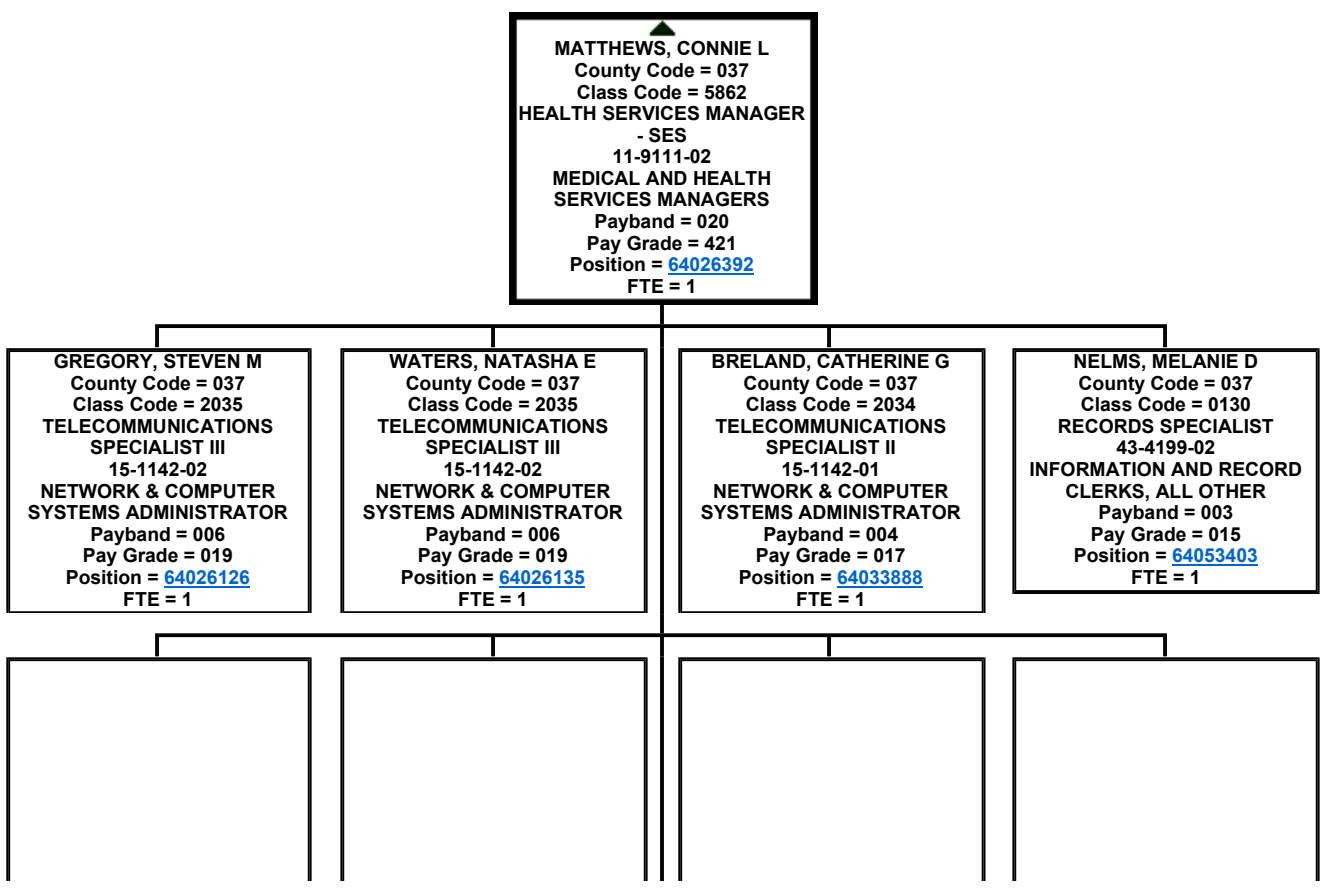 MATTHEWS, CONNIE L
County Code = 037
Class Code = 5862
HEALTH SERVICES MANAGER
- SES
11-9111-02
MEDICAL AND HEALTH
SERVICES MANAGERS
Payband = 020
Pay Grade = 421
Position = 64026392
FTE = 1
GREGORY, STEVEN M
County Code = 037
Class Code = 2035
TELECOMMUNICATIONS
SPECIALIST III
15-1142-02
NETWORK & COMPUTER
SYSTEMS ADMINISTRATOR
Payband = 006
Pay Grade = 019
Position = 64026126
FTE = 1
WATERS, NATASHA E
County Code = 037
Class Code = 2035
TELECOMMUNICATIONS
SPECIALIST III
15-1142-02
NETWORK & COMPUTER
SYSTEMS ADMINISTRATOR
Payband = 006
Pay Grade = 019
Position = 64026135
FTE = 1
BRELAND, CATHERINE G
County Code = 037
Class Code = 2034
TELECOMMUNICATIONS
SPECIALIST II
15-1142-01
NETWORK & COMPUTER
SYSTEMS ADMINISTRATOR
Payband = 004
Pay Grade = 017
Position = 64033888
FTE = 1
NELMS, MELANIE D
County Code = 037
Class Code = 0130
RECORDS SPECIALIST
43-4199-02
INFORMATION AND RECORD
CLERKS, ALL OTHER
Payband = 003
Pay Grade = 015
Position = 64053403
FTE = 1